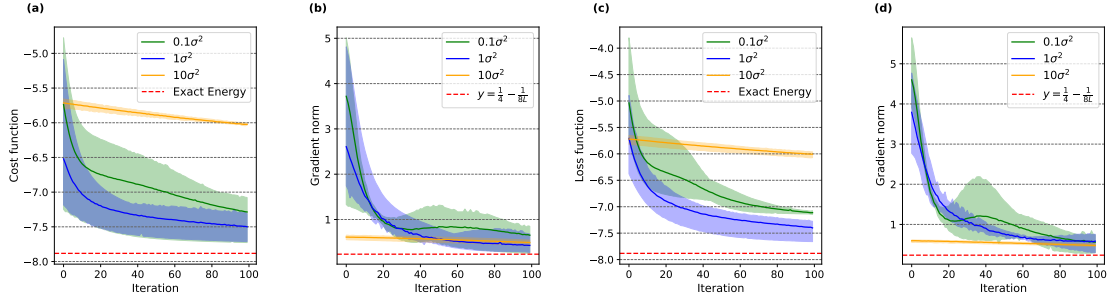 (a)
Cost function
−5.0
−5.5
−6.0
−6.5
−7.0
−7.5
−8.0
0 20 40 60 80 100
Iteration
0.1σ²
1σ²
10σ²
Exact Energy
(b)
Gradient norm
5
4
3
2
1
0 20 40 60 80 100
Iteration
0.1σ²
1σ²
10σ²
y = 1/4 − 1/8L
(c)
Loss function
−4.0
−4.5
−5.0
−5.5
−6.0
−6.5
−7.0
−7.5
−8.0
0 20 40 60 80 100
Iteration
0.1σ²
1σ²
10σ²
Exact Energy
(d)
Gradient norm
5
4
3
2
1
0 20 40 60 80 100
Iteration
0.1σ²
1σ²
10σ²
y = 1/4 − 1/8L